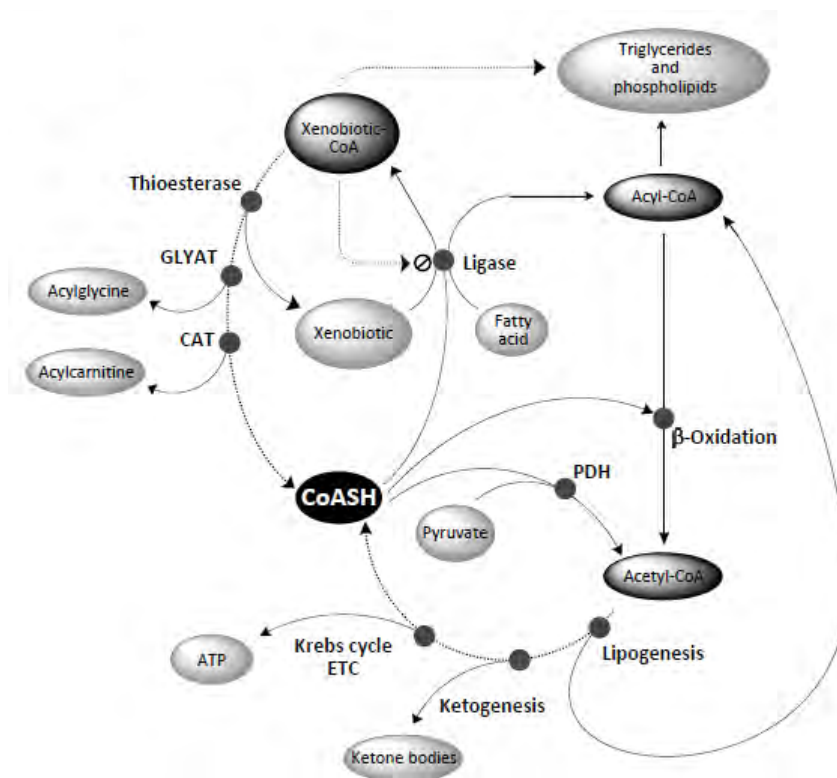 Triglycerides
and
phospholipids
Xenobiotic-
CoA
Thioesterase
Acyl-CoA
GLYAT
Ligase
Acylglycine
Xenobiotic
Fatty
acid
CAT
Acylcarnitine
β-Oxidation
PDH
CoASH
Pyruvate
Acetyl-CoA
Krebs cycle
ETC
Lipogenesis
ATP
Ketogenesis
Ketone bodies